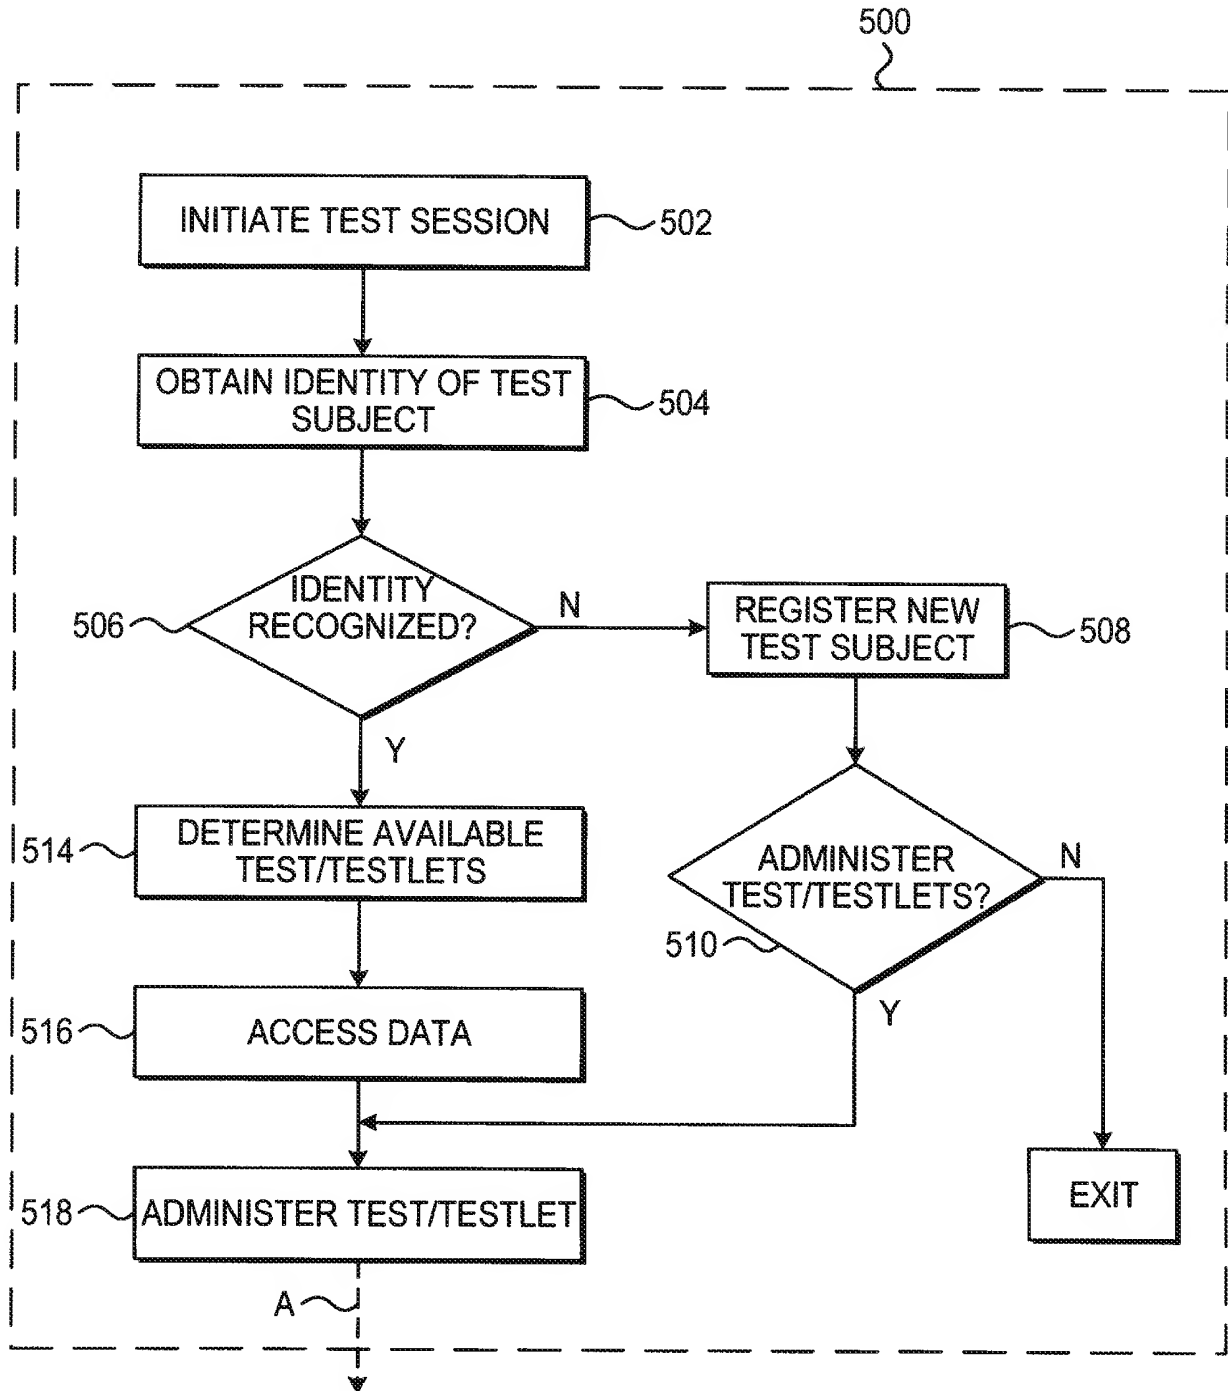 500
INITIATE TEST SESSION
502
OBTAIN IDENTITY OF TEST
SUBJECT
504
IDENTITY
RECOGNIZED?
506
N
REGISTER NEW
TEST SUBJECT
508
Y
DETERMINE AVAILABLE
TEST/TESTLETS
514
ADMINISTER
TEST/TESTLETS?
510
N
Y
ACCESS DATA
516
ADMINISTER TEST/TESTLET
518
EXIT
A